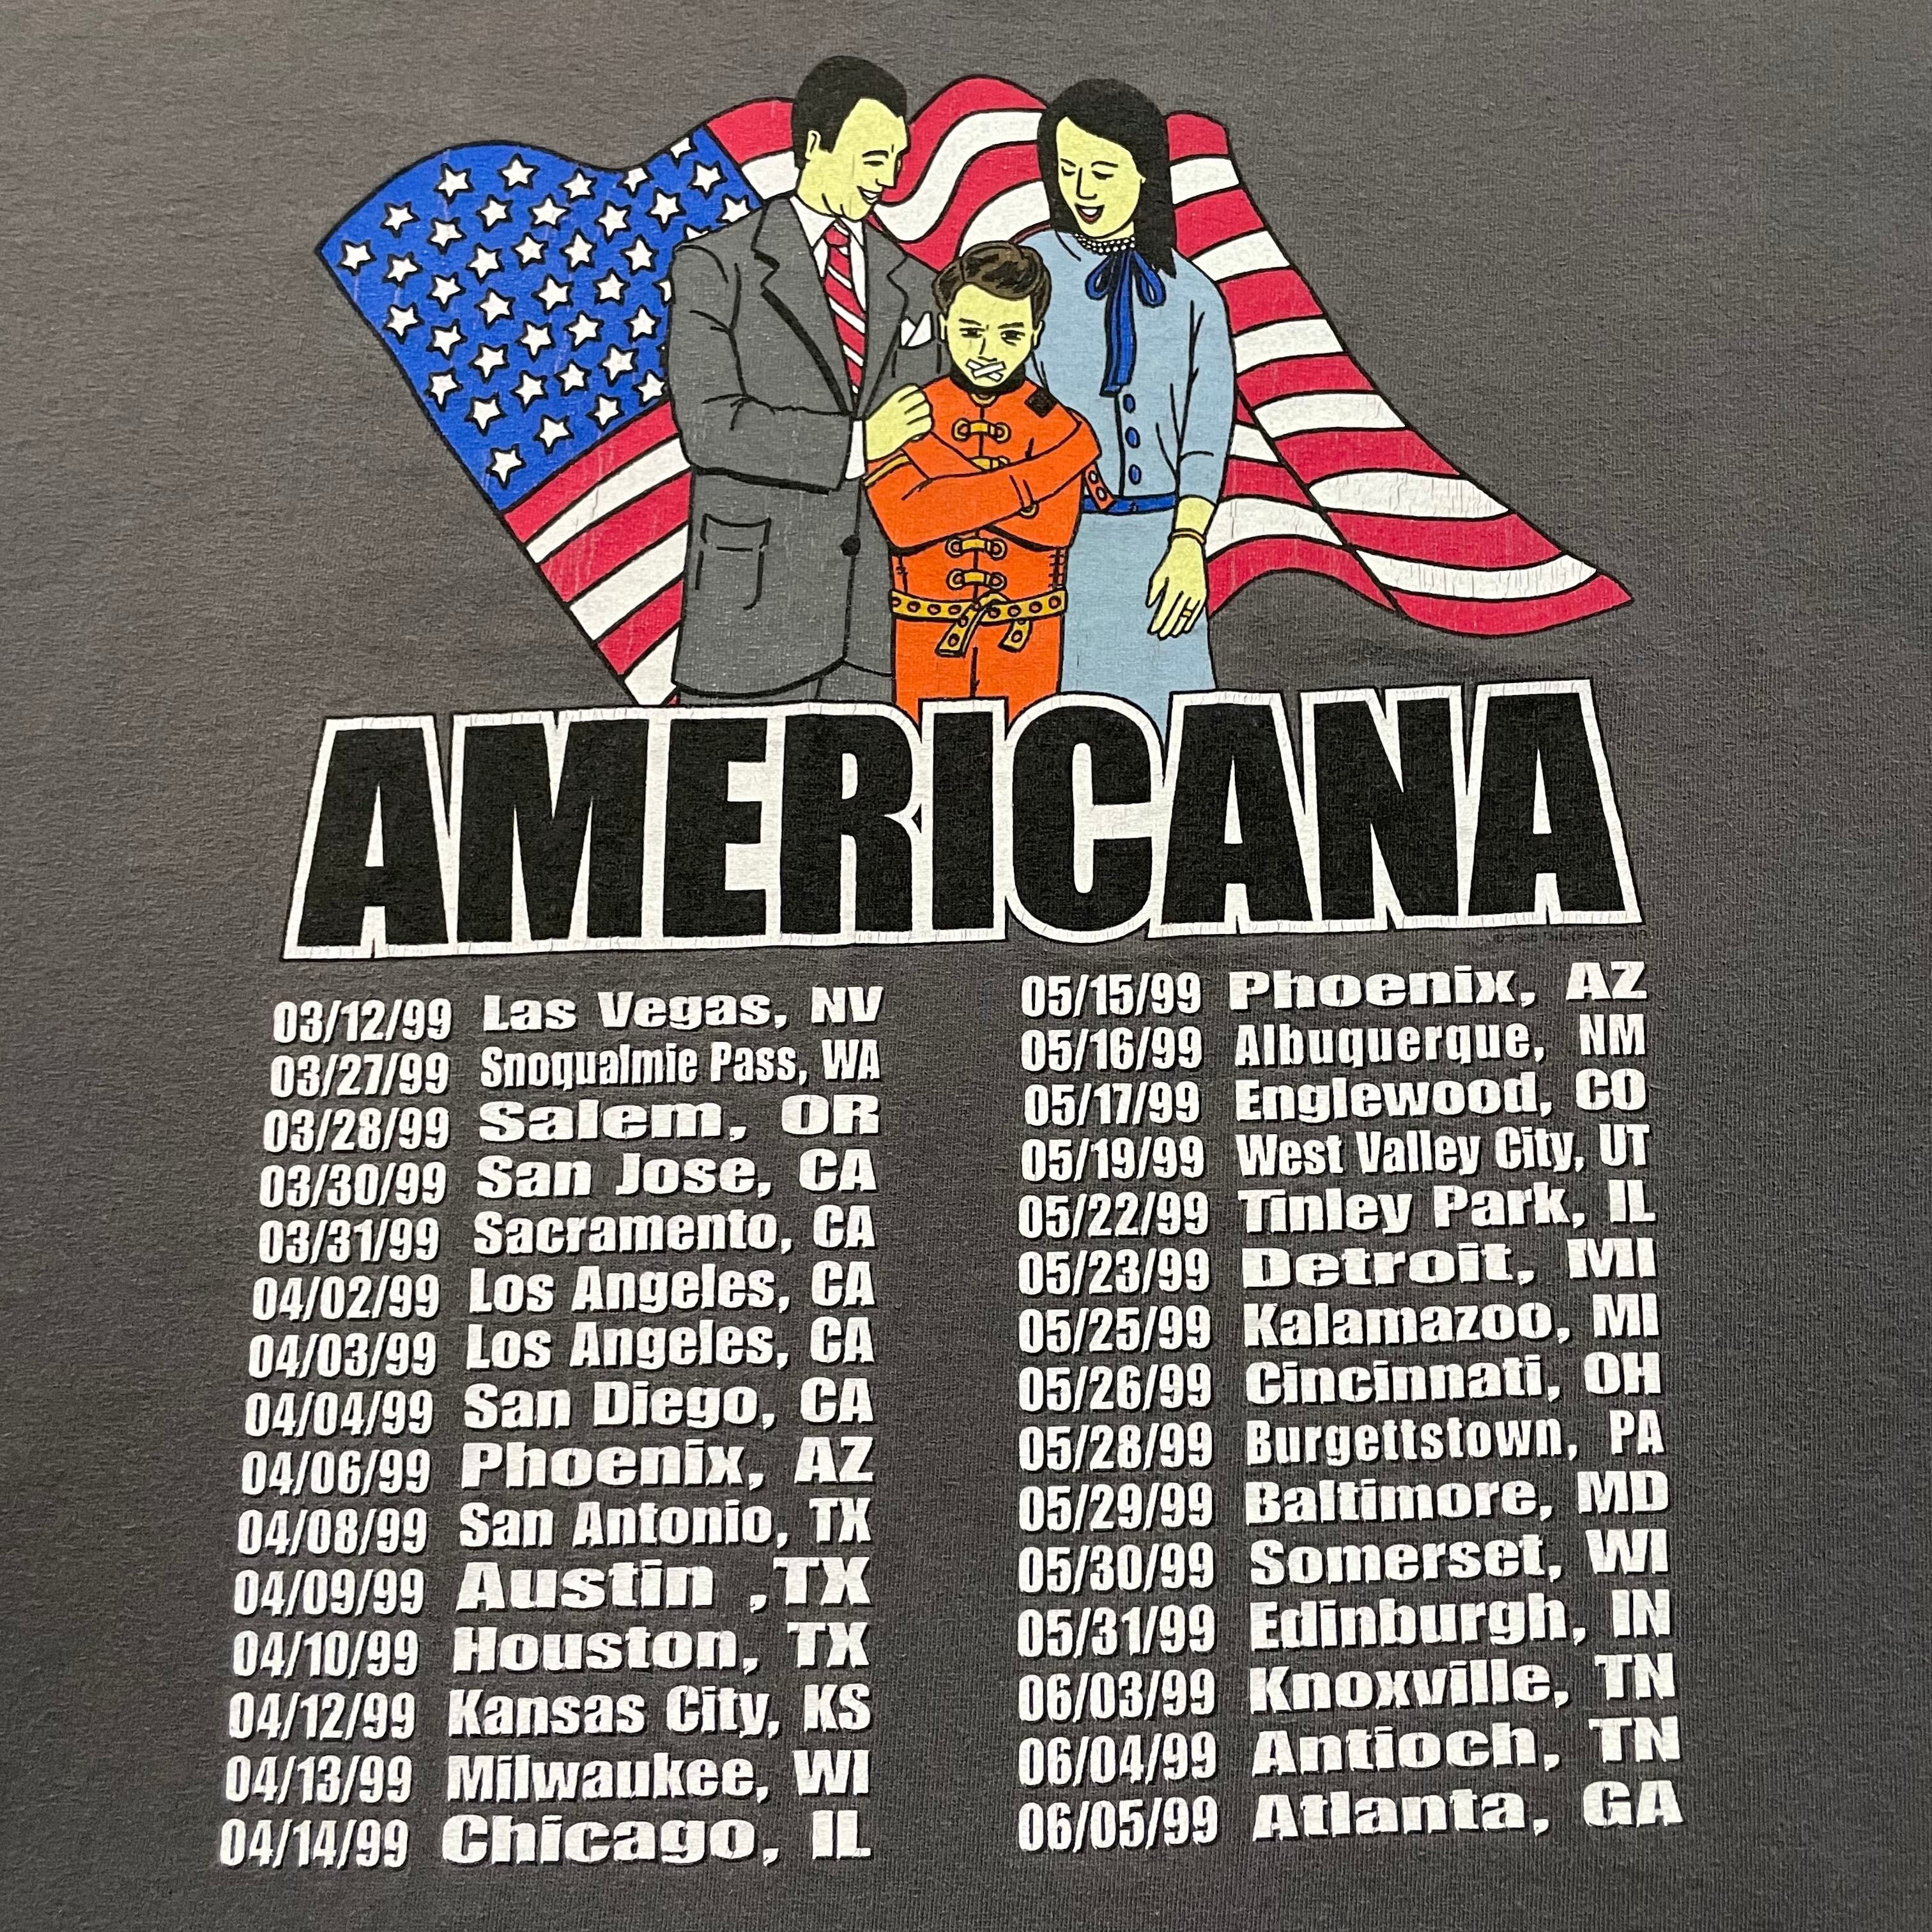 AMERICANA
03/12/99 Las Vegas, NV
03/27/99 Snoqualmie Pass, WA
03/28/99 Salem, OR
03/30/99 San Jose, CA
03/31/99 Sacramento, CA
04/02/99 Los Angeles, CA
04/03/99 Los Angeles, CA
04/04/99 San Diego, CA
04/06/99 Phoenix, AZ
04/08/99 San Antonio, TX
04/09/99 Austin ,TX
04/10/99 Houston, TX
04/12/99 Kansas City, KS
04/13/99 Milwaukee, WI
04/14/99 Chicago, IL
05/15/99 Phoenix, AZ
05/16/99 Albuquerque, NM
05/17/99 Englewood, CO
05/19/99 West Valley City, UT
05/22/99 Tinley Park, IL
05/23/99 Detroit, MI
05/25/99 Kalamazoo, MI
05/26/99 Cincinnati, OH
05/28/99 Burgettstown, PA
05/29/99 Baltimore, MD
05/30/99 Somerset, WI
05/31/99 Edinburgh, IN
06/03/99 Knoxville, TN
06/04/99 Antioch, TN
06/05/99 Atlanta, GA